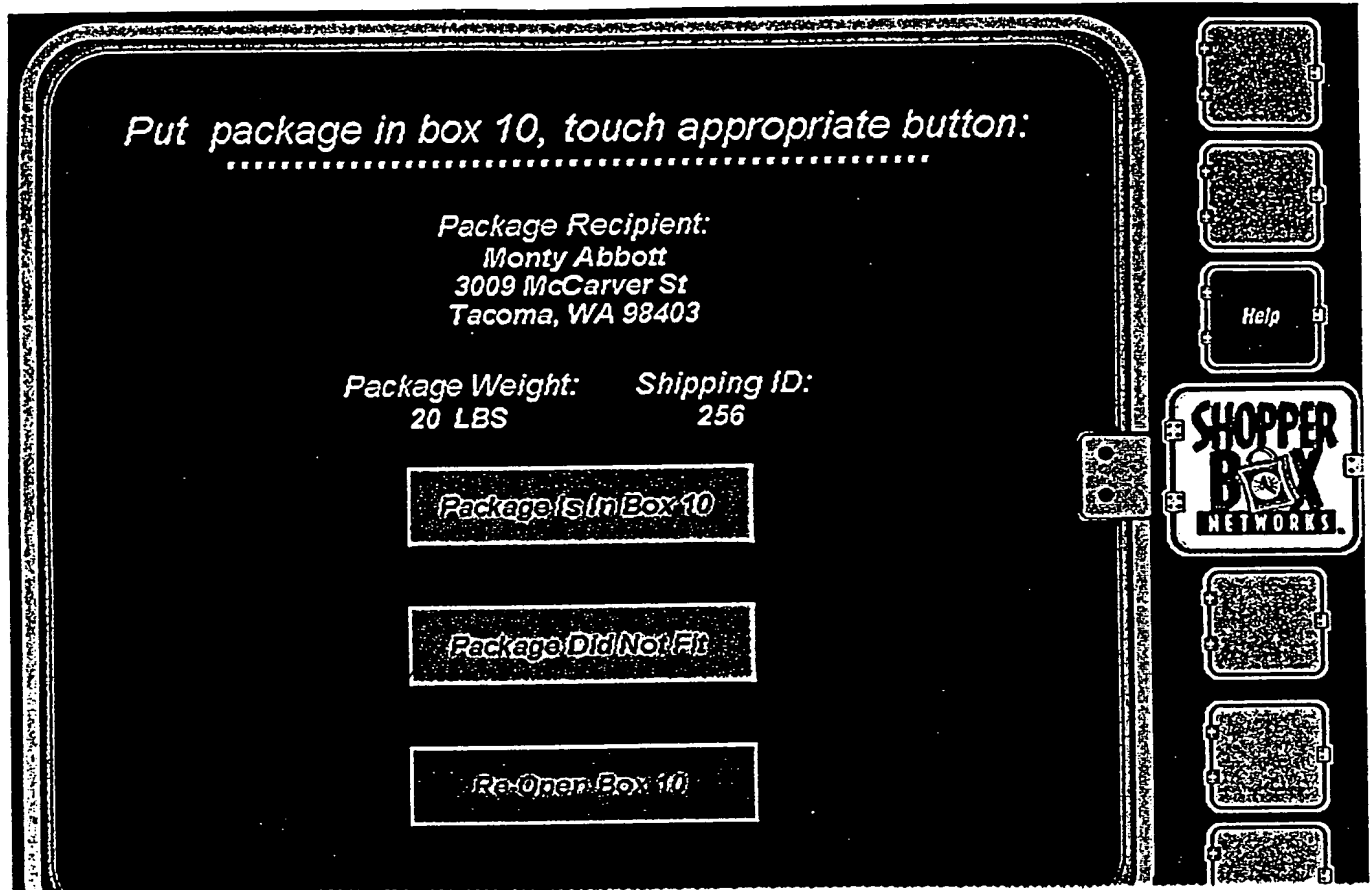 Put package in box 10, touch appropriate button:
Package Recipient:
Monty Abbott
3009 McCarver St
Tacoma, WA 98403
Package Weight: Shipping ID:
20 LBS 256
Package Is In Box 10
Package Did Not Fit
Re-Open Box 10
Help
SHOPPER
BOX
NETWORKS™